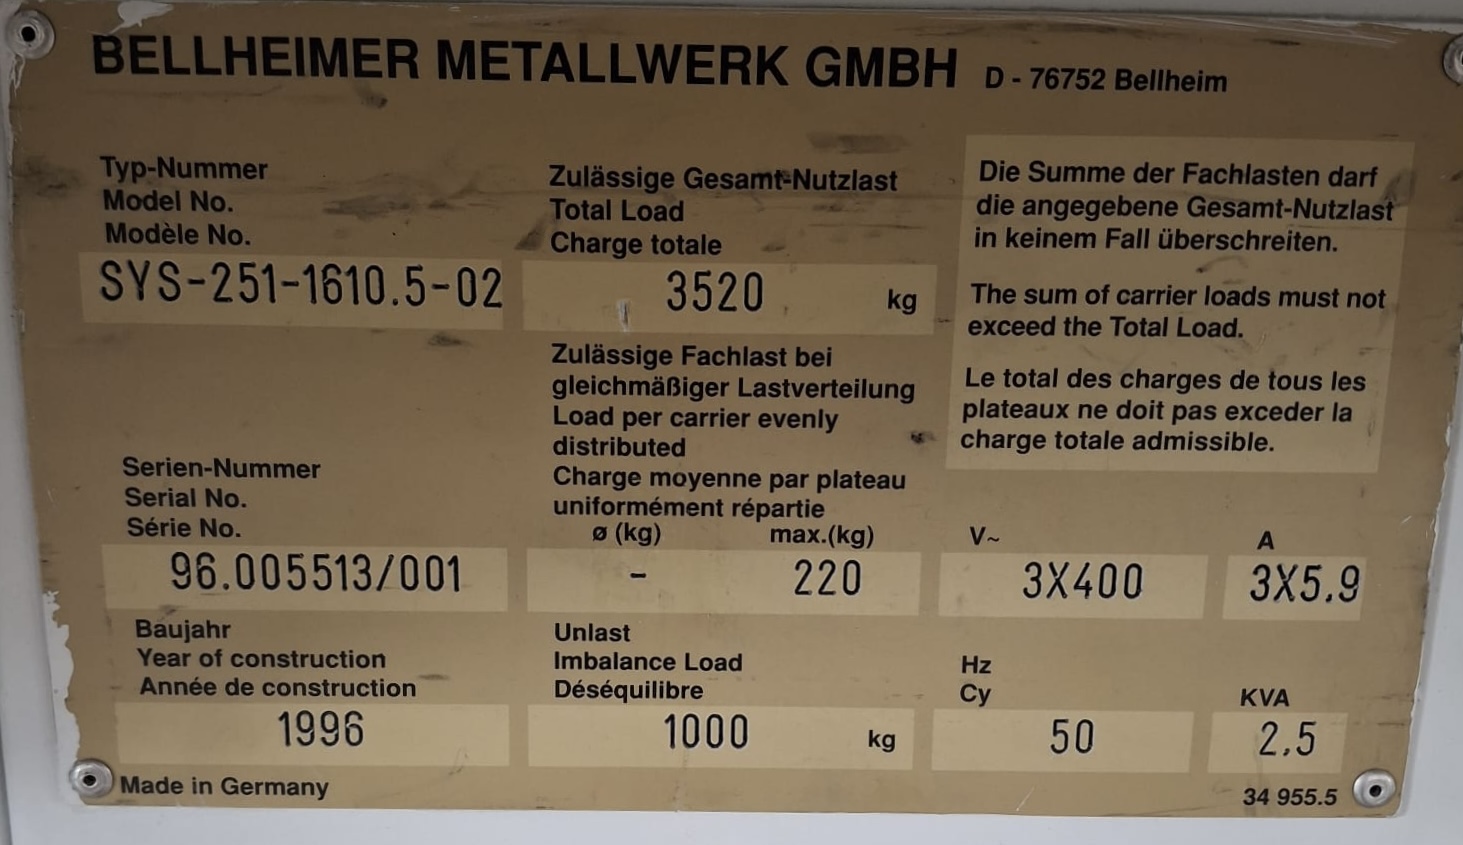 BELLHEIMER METALLWERK GMBH D - 76752 Bellheim
Typ-Nummer
Model No.
Modèle No.
SYS-251-1610.5-02
Serien-Nummer
Serial No.
Série No.
96.005513/001
Baujahr
Year of construction
Année de construction
1996
Made in Germany
Zulässige Gesamt-Nutzlast
Total Load
Charge totale
3520 kg
Zulässige Fachlast bei
gleichmäßiger Lastverteilung
Load per carrier evenly
distributed
Charge moyenne par plateau
uniformément répartie
ø (kg) max.(kg)
- 220
Unlast
Imbalance Load
Déséquilibre
1000 kg
Die Summe der Fachlasten darf
die angegebene Gesamt-Nutzlast
in keinem Fall überschreiten.
The sum of carrier loads must not
exceed the Total Load.
Le total des charges de tous les
plateaux ne doit pas exceder la
charge totale admissible.
V~ A
3X400 3X5.9
Hz
Cy KVA
50 2.5
34 955.5